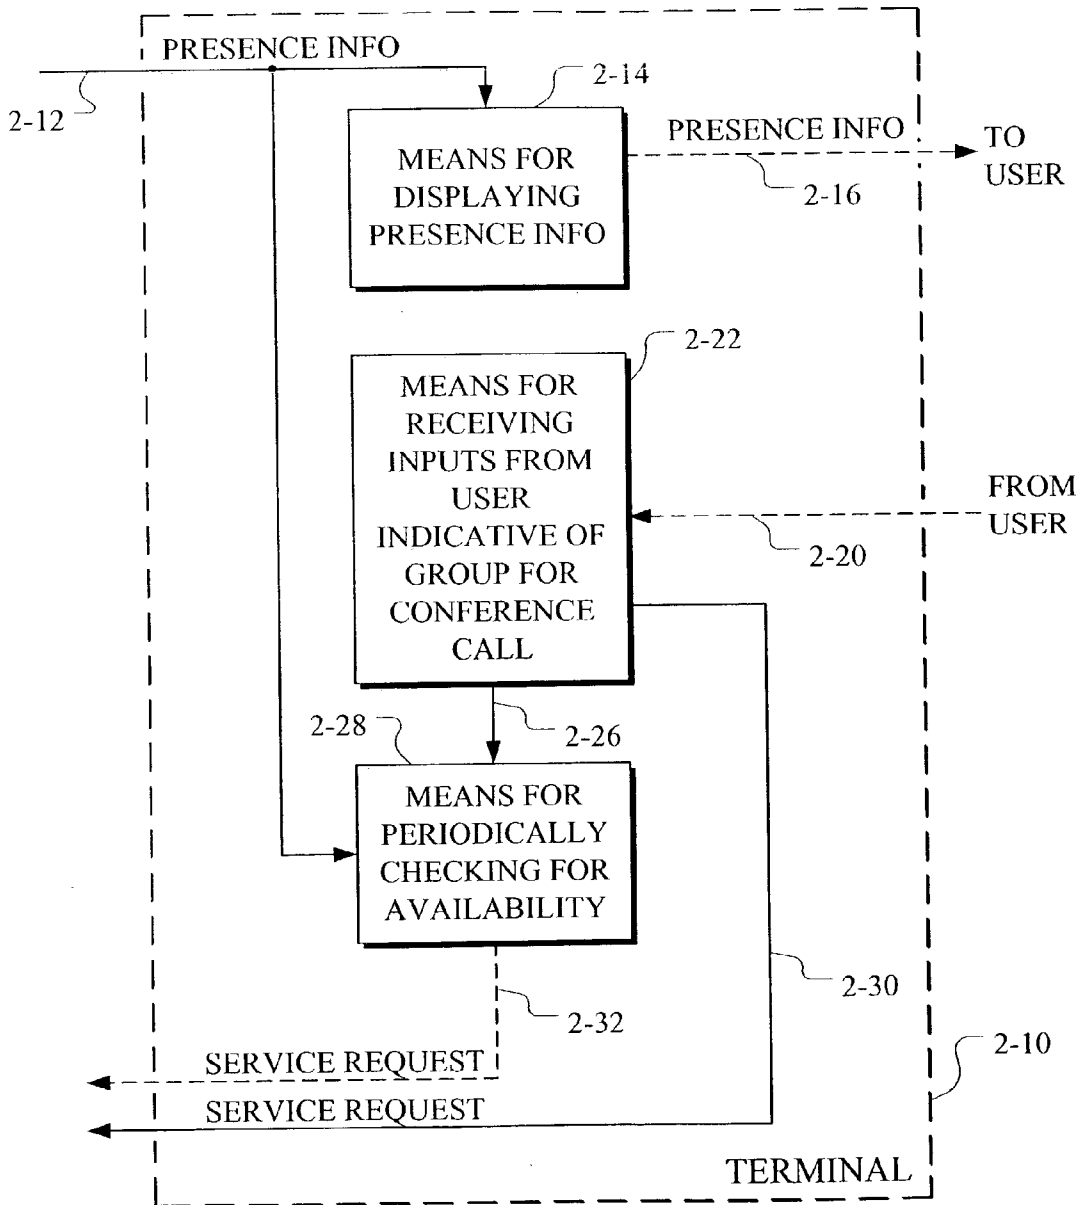 PRESENCE INFO
2-12
2-14
MEANS FOR
DISPLAYING
PRESENCE INFO
PRESENCE INFO
2-16
TO
USER
2-22
MEANS FOR
RECEIVING
INPUTS FROM
USER
INDICATIVE OF
GROUP FOR
CONFERENCE
CALL
FROM
USER
2-20
2-26
2-28
MEANS FOR
PERIODICALLY
CHECKING FOR
AVAILABILITY
2-30
2-32
SERVICE REQUEST
SERVICE REQUEST
2-10
TERMINAL